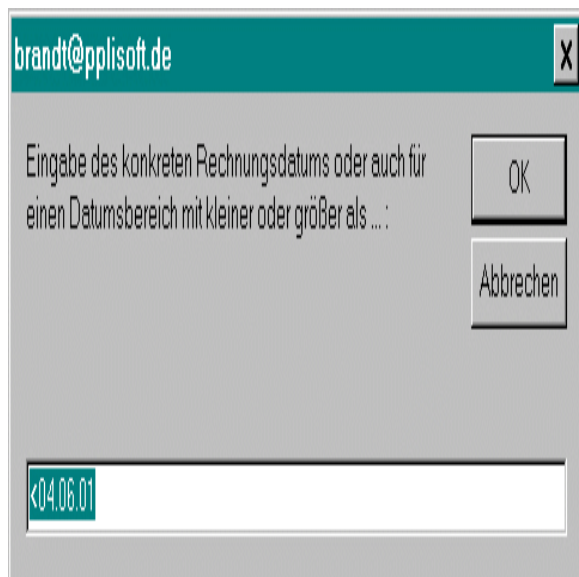 brandt@pplisoft.de
Eingabe des konkreten Rechnungsdatums oder auch für
einen Datumsbereich mit kleiner oder größer als ... :
OK
Abbrechen
<04.06.01